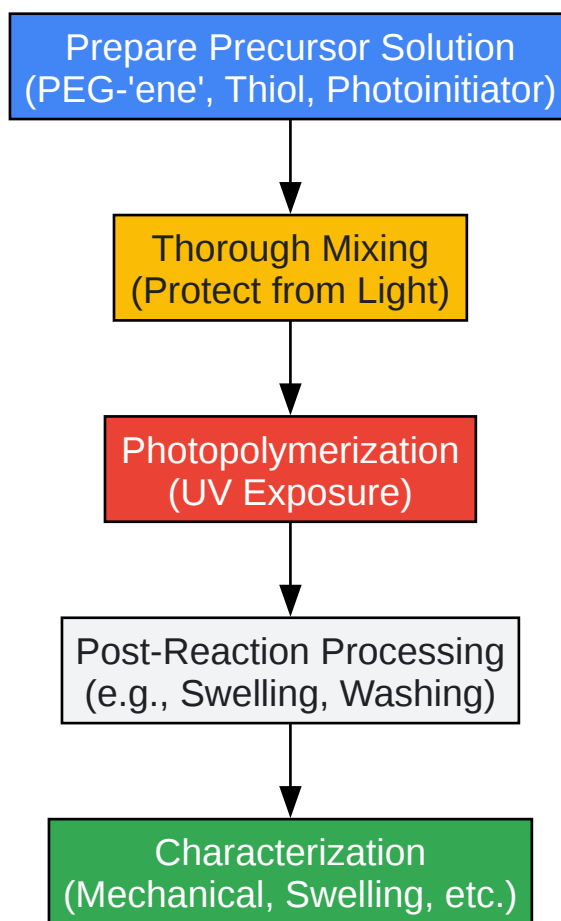 Prepare Precursor Solution
(PEG-'ene', Thiol, Photoinitiator)
Thorough Mixing
(Protect from Light)
Photopolymerization
(UV Exposure)
Post-Reaction Processing
(e.g., Swelling, Washing)
Characterization
(Mechanical, Swelling, etc.)